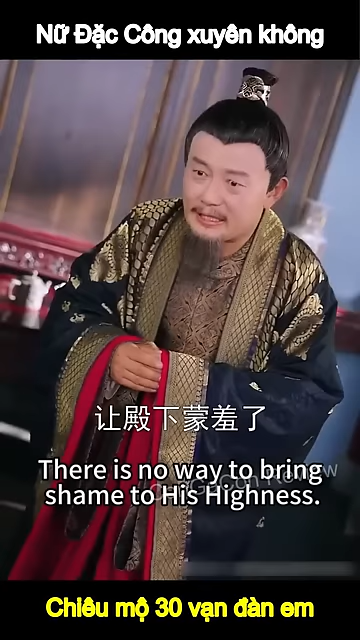 Nữ Đặc Công xuyên không
让殿下蒙羞了
There is no way to bring
shame to His Highness.
Chiêu mộ 30 vạn đàn em